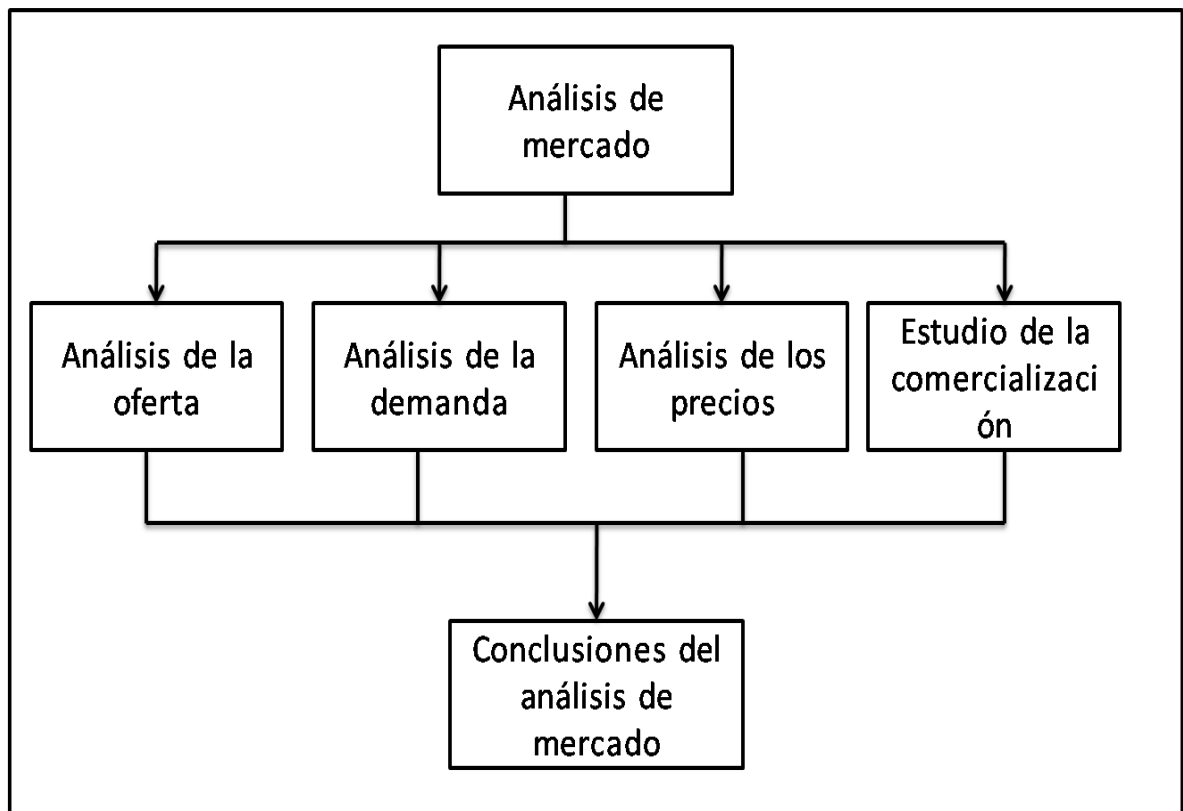 Análisis de
mercado
Análisis de la
oferta
Análisis de la
demanda
Análisis de los
precios
Estudio de la
comercializaci
ón
Conclusiones del
análisis de
mercado